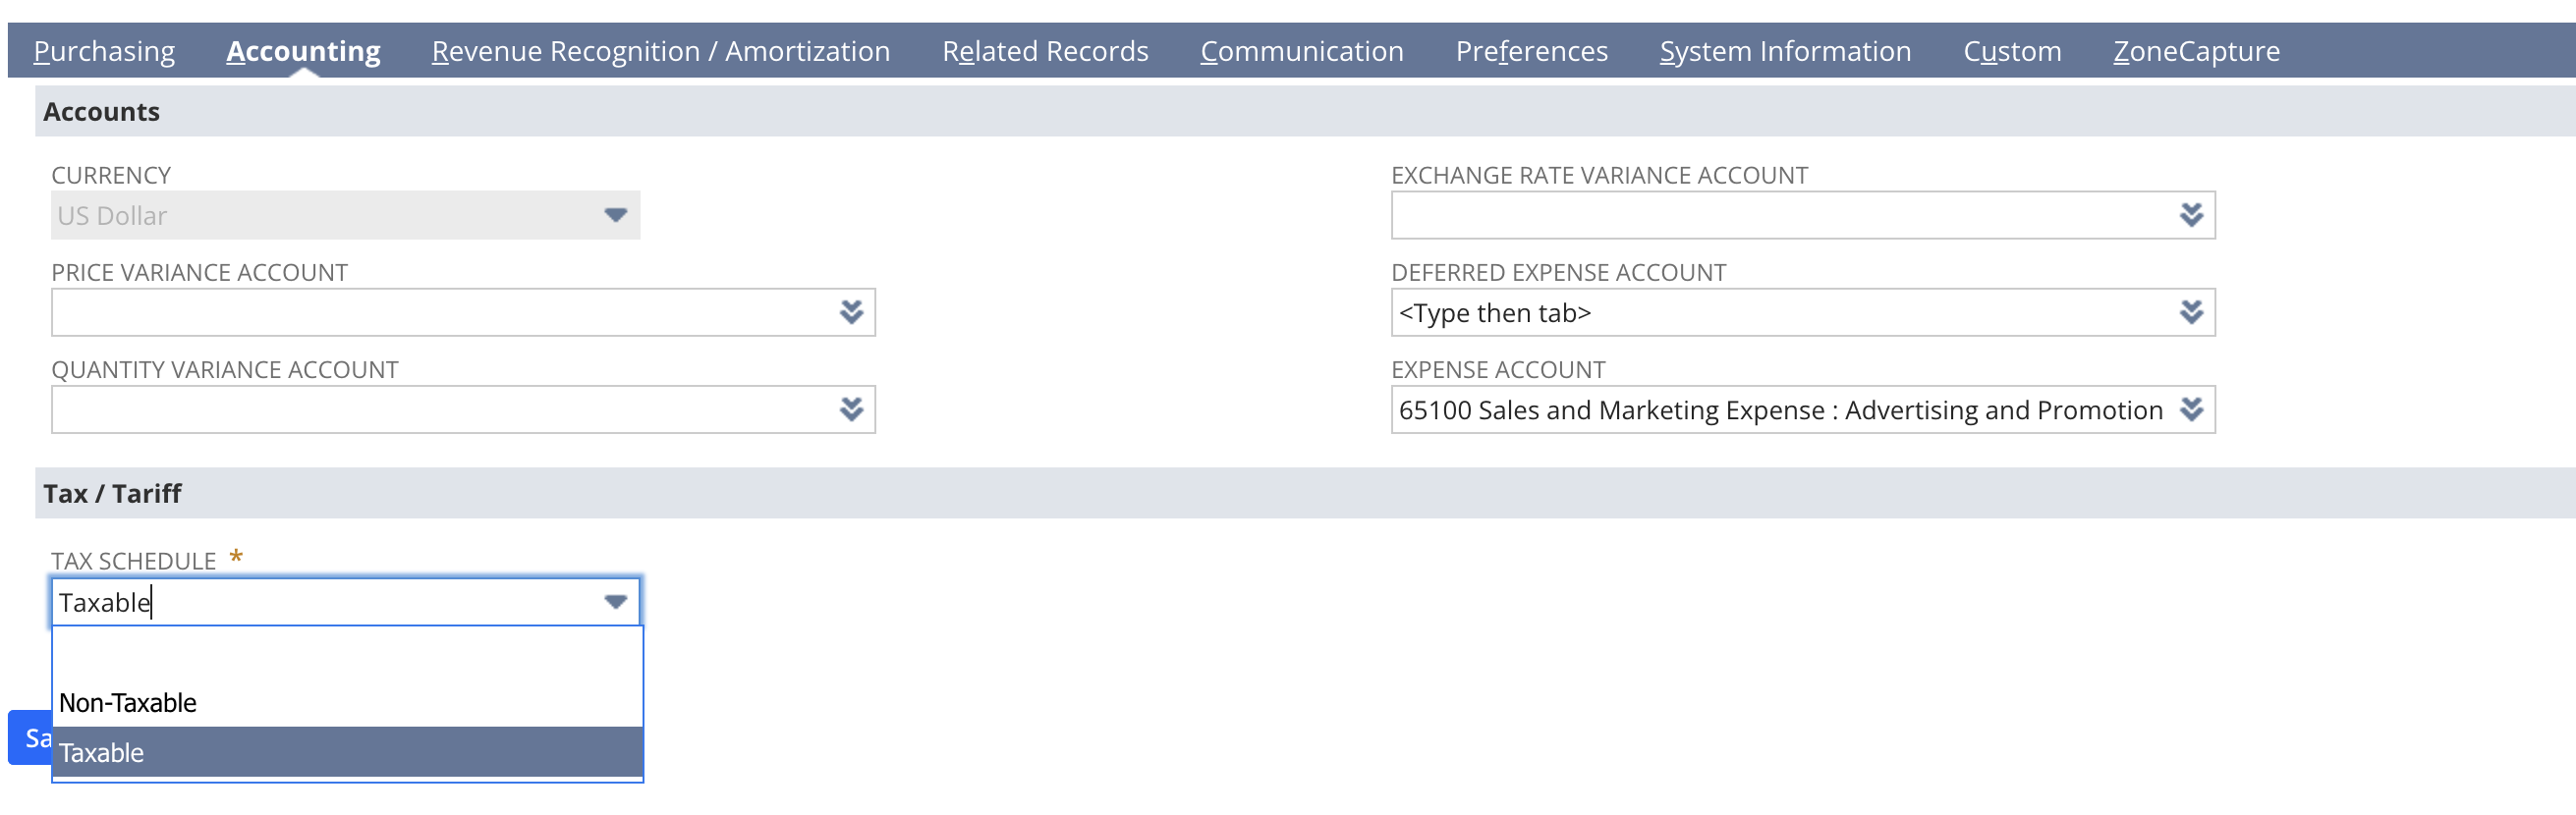 Purchasing Accounting Revenue Recognition / Amortization Related Records Communication Preferences System Information Custom ZoneCapture
Accounts
CURRENCY
US Dollar
PRICE VARIANCE ACCOUNT
QUANTITY VARIANCE ACCOUNT
EXCHANGE RATE VARIANCE ACCOUNT
DEFERRED EXPENSE ACCOUNT
<Type then tab>
EXPENSE ACCOUNT
65100 Sales and Marketing Expense : Advertising and Promotion
Tax / Tariff
TAX SCHEDULE *
Taxable
Non-Taxable
Taxable
Sa